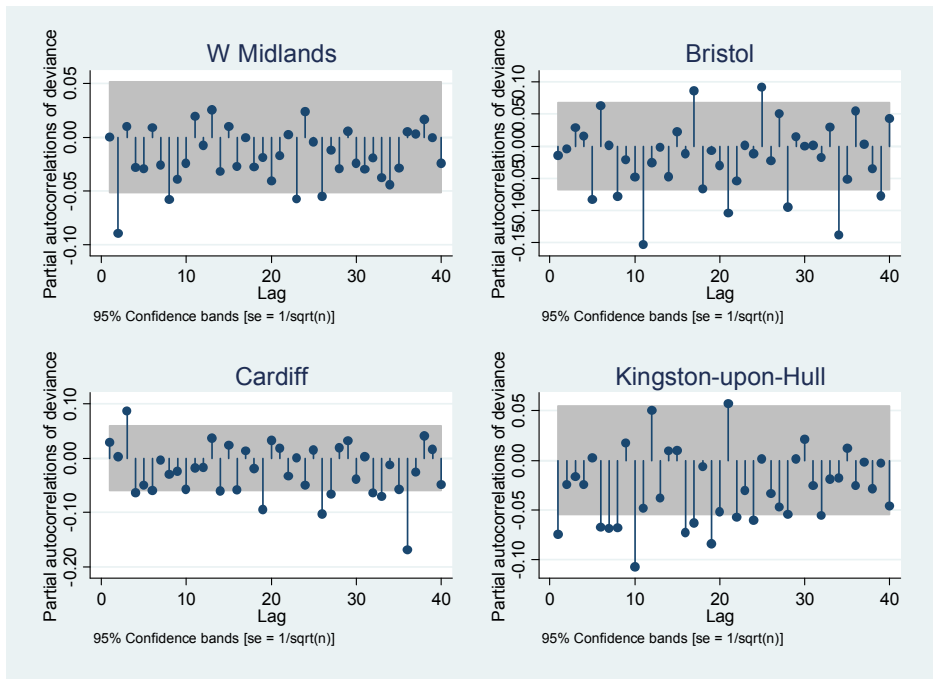 W Midlands
Partial autocorrelations of deviance
0.05
0.00
-0.05
-0.10
0 10 20 30 40
Lag
95% Confidence bands [se = 1/sqrt(n)]
Bristol
Partial autocorrelations of deviance
0 10 20 30 40
Lag
95% Confidence bands [se = 1/sqrt(n)]
Cardiff
Partial autocorrelations of deviance
0.10
0.00
-0.10
-0.20
0 10 20 30 40
Lag
95% Confidence bands [se = 1/sqrt(n)]
Kingston-upon-Hull
Partial autocorrelations of deviance
0.05
0.00
-0.05
-0.10
0 10 20 30 40
Lag
95% Confidence bands [se = 1/sqrt(n)]